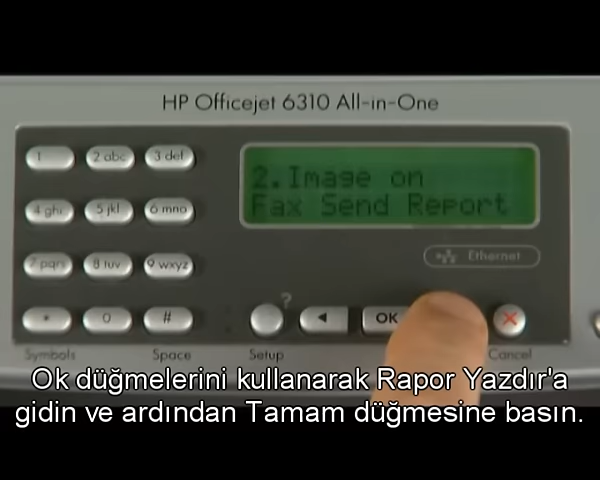 HP Officejet 6310 All-in-One
1 2 abc 3 def
2.Image on
Fax Send Report
4 ghi 5 jkl 6 mno
Ethernet
7 pqrs 8 tuv 9 wxyz
?
* 0 # OK
Symbols Space Setup Cancel
Ok düğmelerini kullanarak Rapor Yazdır'a
gidin ve ardından Tamam düğmesine basın.